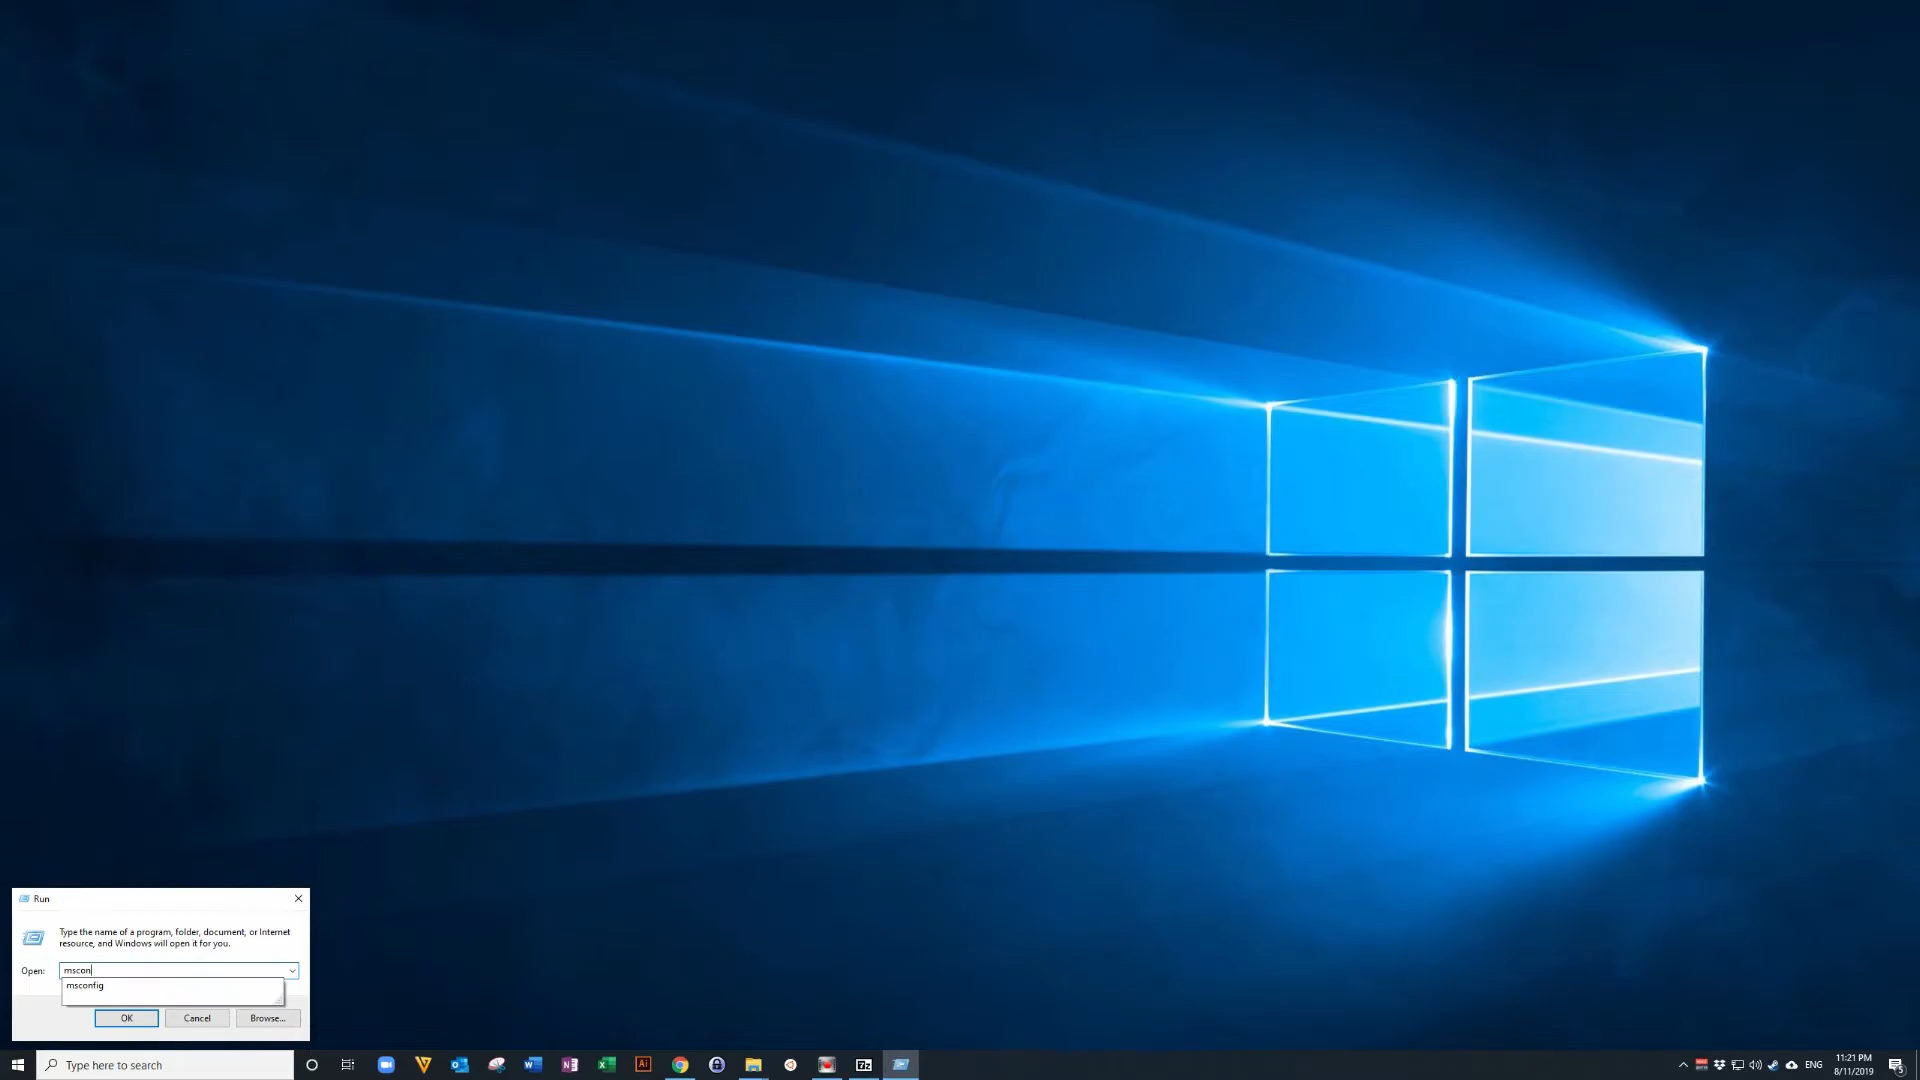 Run
Type the name of a program, folder, document, or Internet
resource, and Windows will open it for you.
Open:
mscon
msconfig
OK
Cancel
Browse...
Type here to search
ENG
11:21 PM
8/11/2019
5